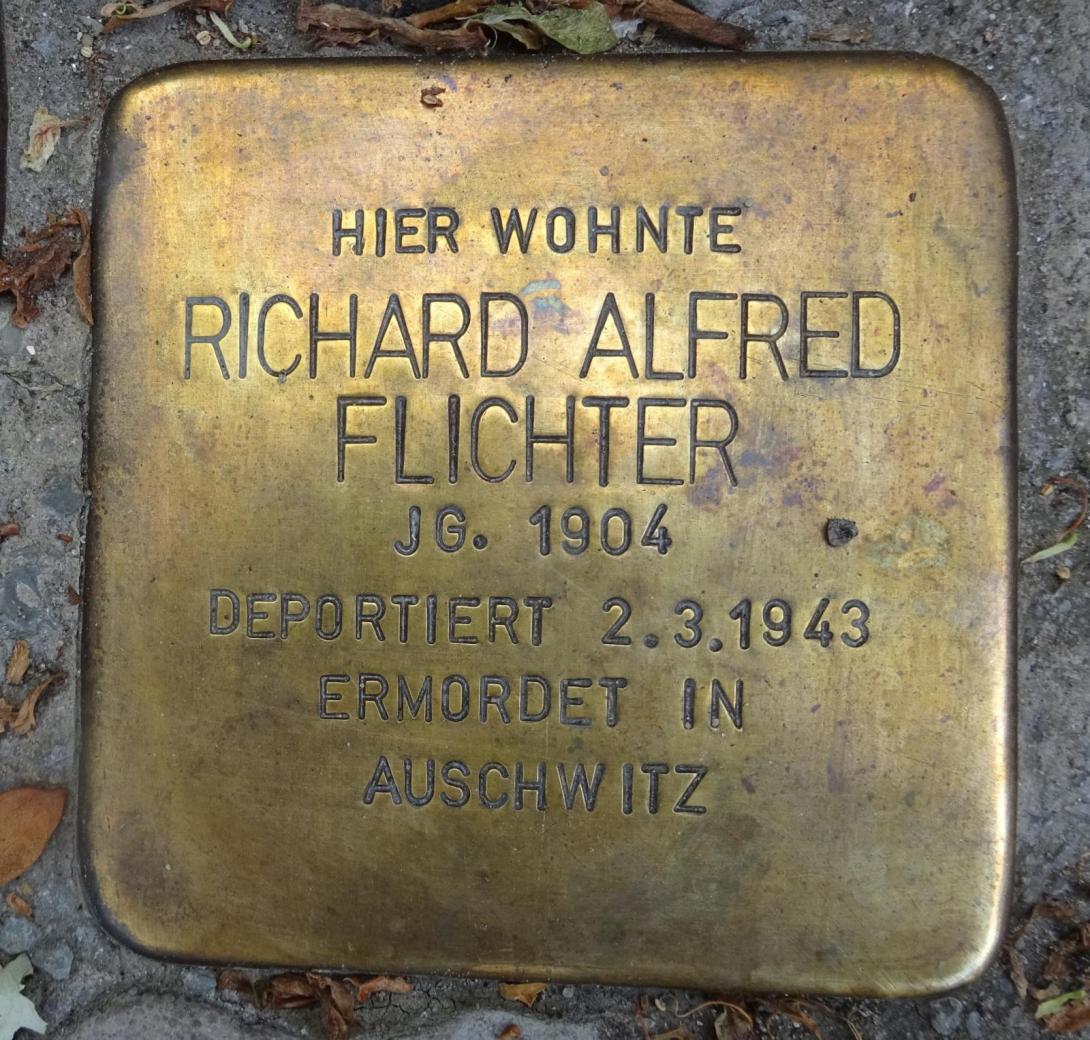 HIER WOHNTE
RICHARD ALFRED
FLICHTER
JG. 1904
DEPORTIERT 2.3.1943
ERMORDET IN
AUSCHWITZ